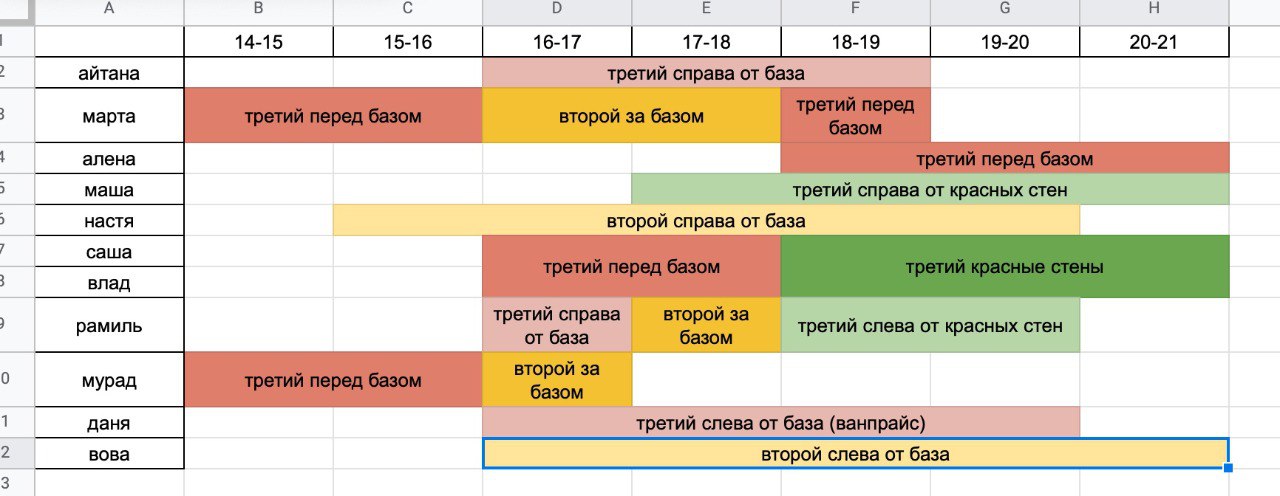 A B C D E F G H
1 14-15 15-16 16-17 17-18 18-19 19-20 20-21
2 айтана третий справа от база
3 марта третий перед базом второй за базом третий перед
базом
4 алена третий перед базом
5 маша третий справа от красных стен
6 настя второй справа от база
7 саша третий перед базом третий красные стены
8 влад
9 рамиль третий справа
от база второй за
базом третий слева от красных стен
0 мурад третий перед базом второй за
базом
1 даня третий слева от база (ванпрайс)
2 вова второй слева от база
3